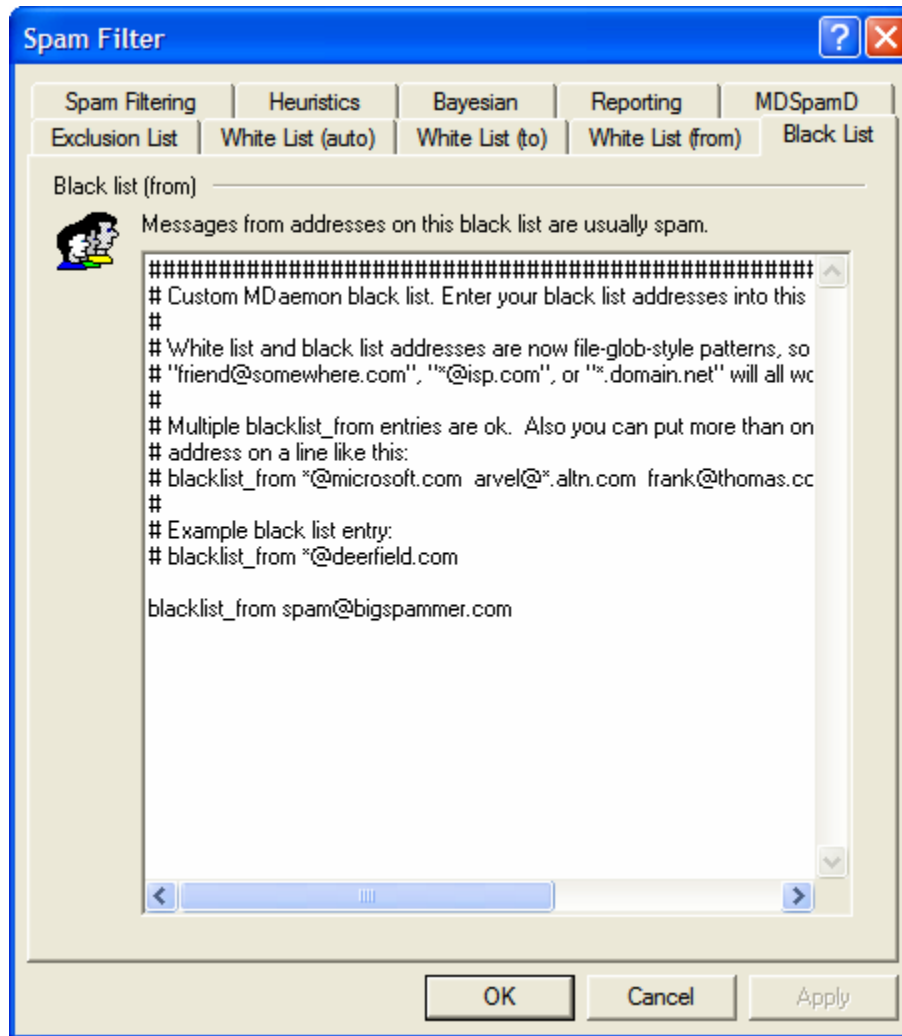 Spam Filter
Spam Filtering Heuristics Bayesian Reporting MDSpamD
Exclusion List White List (auto) White List (to) White List (from) Black List
Black list (from)
Messages from addresses on this black list are usually spam.
###############################################
# Custom MDaemon black list. Enter your black list addresses into this
#
# White list and black list addresses are now file-glob-style patterns, so
# "friend@somewhere.com", "*@isp.com", or "*.domain.net" will all
#
# Multiple blacklist_from entries are ok.  Also you can put more than
# address on a line like this:
# blacklist_from *@microsoft.com  arvel@*.altn.com  frank@thomas.cc
#
# Example black list entry:
# blacklist_from *@deerfield.com
blacklist_from spam@bigspammer.com
OK Cancel Apply